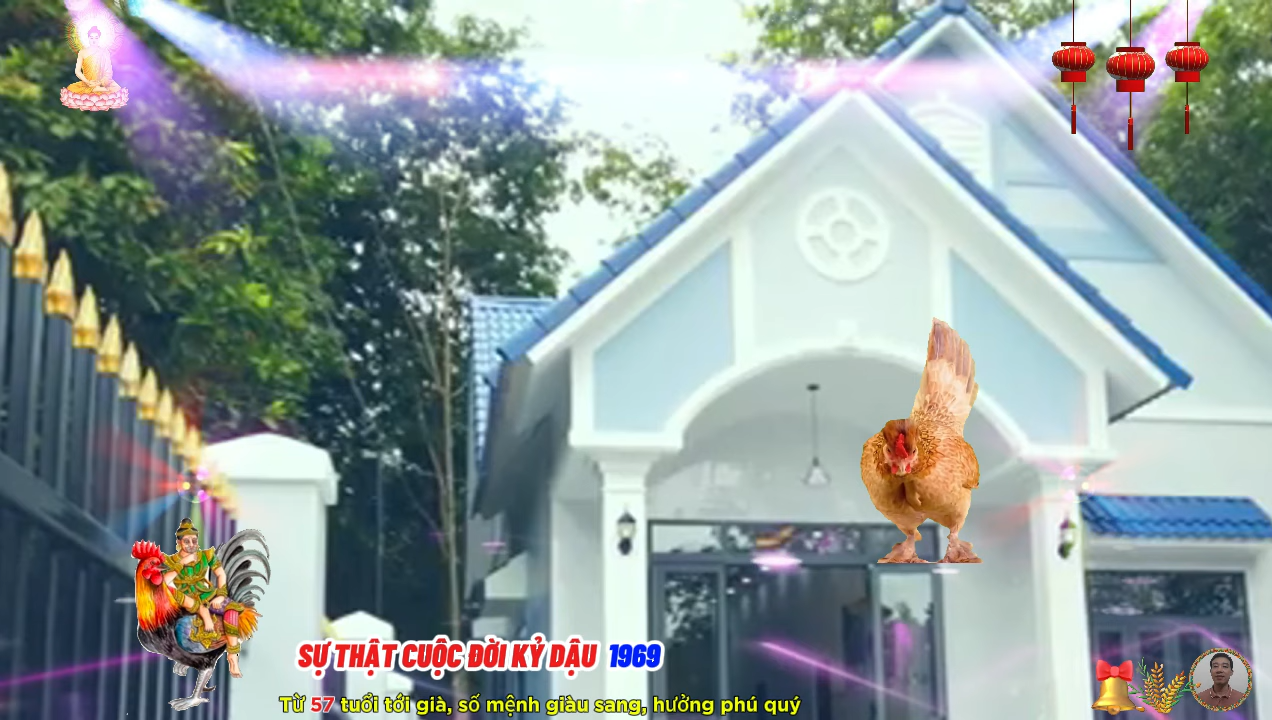 SỰ THẬT CUỘC ĐỜI KỶ DẬU 1969
Từ 57 tuổi tới già, số mệnh giàu sang, hưởng phú quý